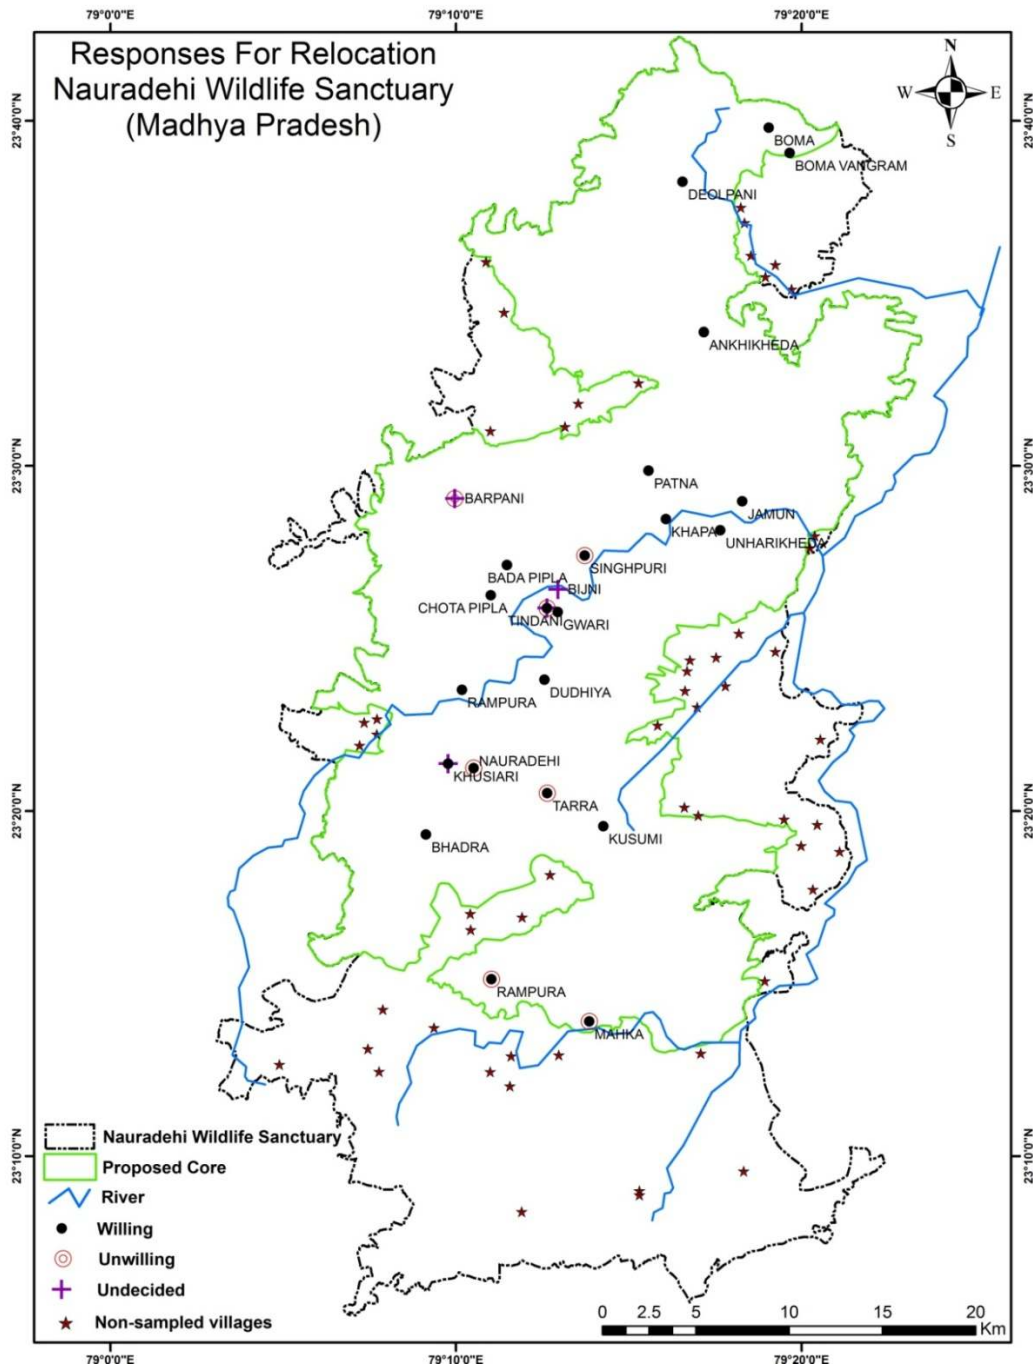 79°0'0"E 79°10'0"E 79°20'0"E
Responses For Relocation
Nauradehi Wildlife Sanctuary
(Madhya Pradesh)
N
W E
S
23°40'0"N 23°40'0"N
BOMA
BOMA VANGRAM
DEOLPANI
ANKHIKHEDA
23°30'0"N 23°30'0"N
PATNA
BARPANI
JAMUN
KHAPA
UNHARIKHEDA
SINGHPURI
BADA PIPLA
BIJNI
CHOTA PIPLA
TINDANI
GWARI
DUDHIYA
RAMPURA
NAURADEHI
KHUSIARI
TARRA
23°20'0"N 23°20'0"N
KUSUMI
BHADRA
RAMPURA
MAHKA
23°10'0"N 23°10'0"N
Nauradehi Wildlife Sanctuary
Proposed Core
River
Willing
Unwilling
Undecided
Non-sampled villages
0 2.5 5 10 15 20
Km
79°0'0"E 79°10'0"E 79°20'0"E